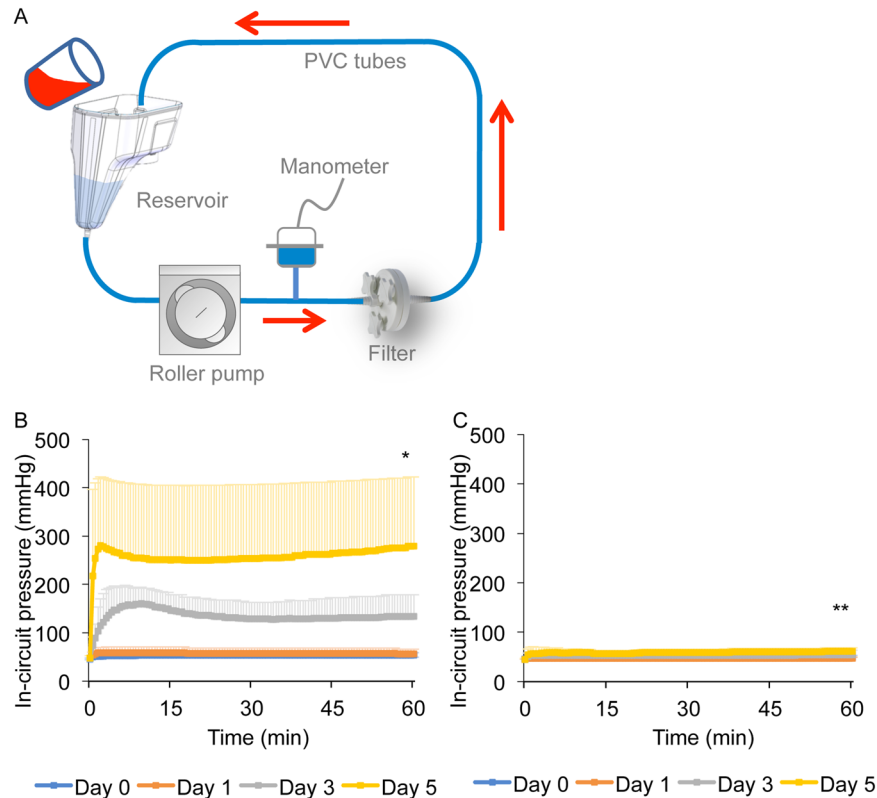 A
PVC tubes
Manometer
Reservoir
Roller pump
Filter
B
In-circuit pressure (mmHg)
500
400
300
200
100
0
*
0 15 30 45 60
Time (min)
Day 0 Day 1 Day 3 Day 5
C
In-circuit pressure (mmHg)
500
400
300
200
100
0
**
0 15 30 45 60
Time (min)
Day 0 Day 1 Day 3 Day 5